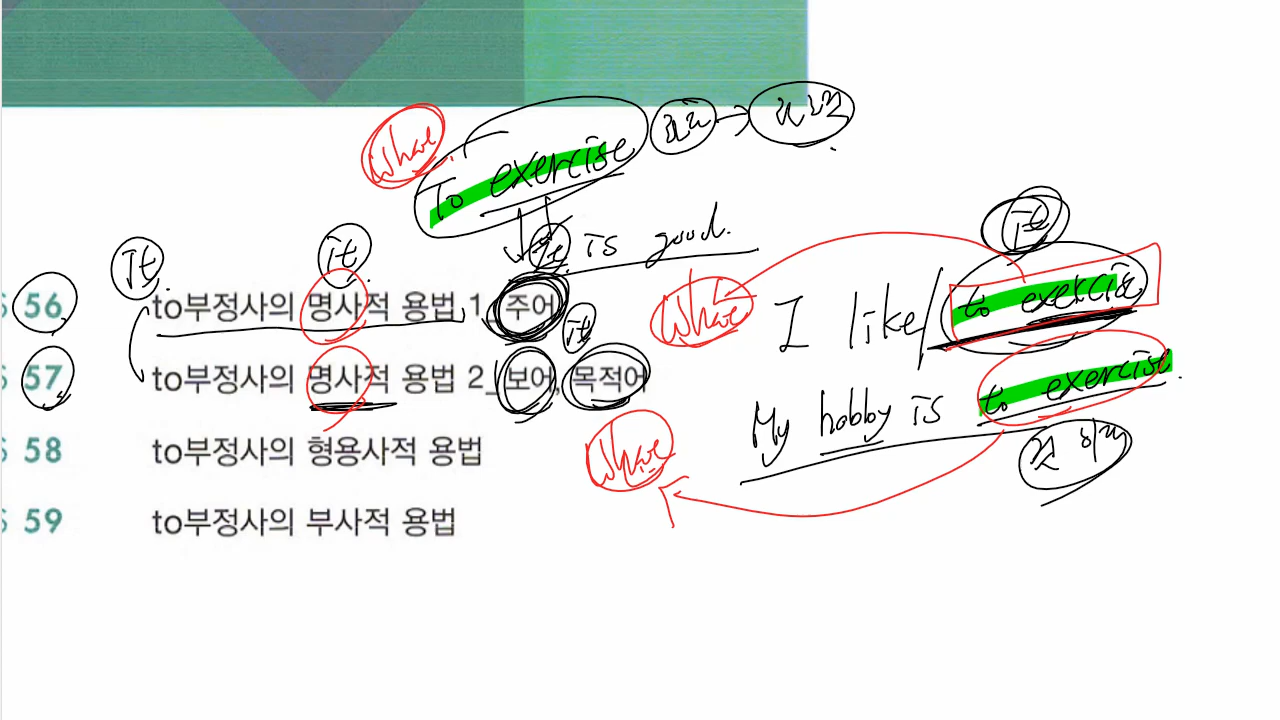 What
To exercise
It is good.
It
It
It
56 to부정사의 명사적 용법 1_주어
It
57 to부정사의 명사적 용법 2_보어, 목적어
58 to부정사의 형용사적 용법
59 to부정사의 부사적 용법
What
I like / to exercise
My hobby is to exercise.
What